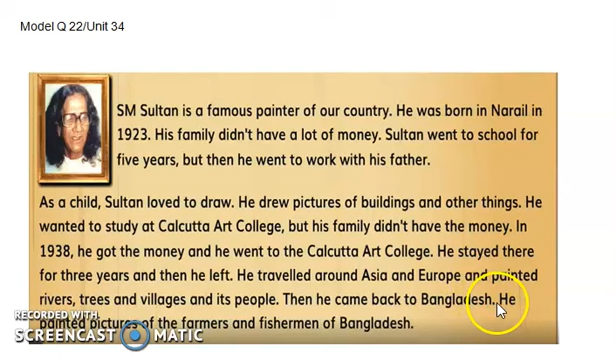 Model Q 22/Unit 34
SM Sultan is a famous painter of our country. He was born in Narail in
1923. His family didn't have a lot of money. Sultan went to school for
five years, but then he went to work with his father.
As a child, Sultan loved to draw. He drew pictures of buildings and other things. He
wanted to study at Calcutta Art College, but his family didn't have the money. In
1938, he got the money and he went to the Calcutta Art College. He stayed there
for three years and then he left. He travelled around Asia and Europe and painted
rivers, trees and villages and its people. Then he came back to Bangladesh. He
painted pictures of the farmers and fishermen of Bangladesh.
RECORDED WITH
SCREENCAST MATIC